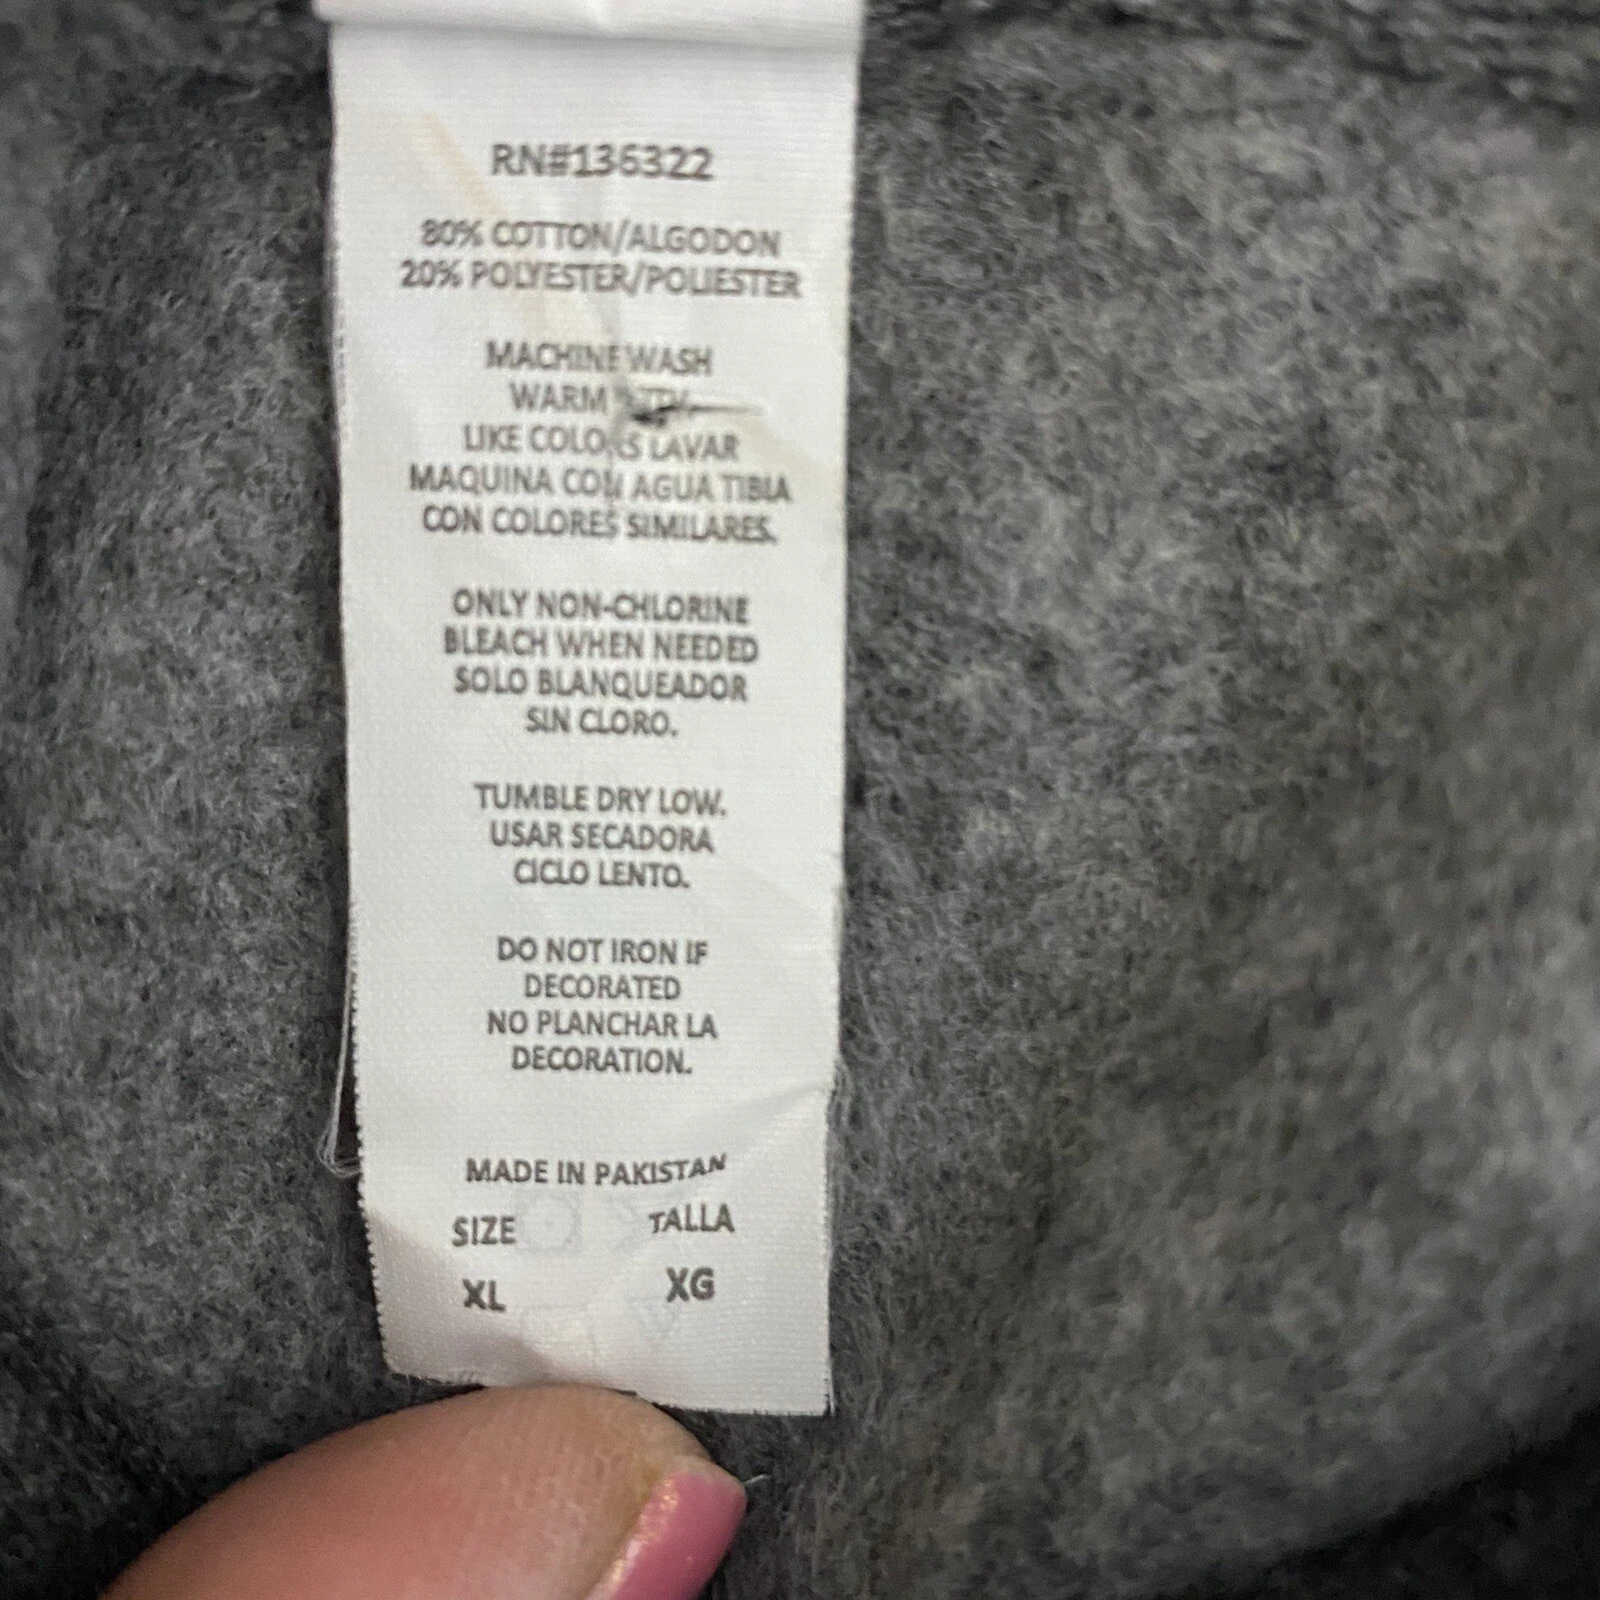 RN#136322
80% COTTON/ALGODON
20% POLYESTER/POLIESTER
MACHINE WASH
WARM WITH
LIKE COLORS LAVAR
MAQUINA CON AGUA TIBIA
CON COLORES SIMILARES.
ONLY NON-CHLORINE
BLEACH WHEN NEEDED
SOLO BLANQUEADOR
SIN CLORO.
TUMBLE DRY LOW.
USAR SECADORA
CICLO LENTO.
DO NOT IRON IF
DECORATED
NO PLANCHAR LA
DECORATION.
MADE IN PAKISTAN
SIZE TALLA
XL XG